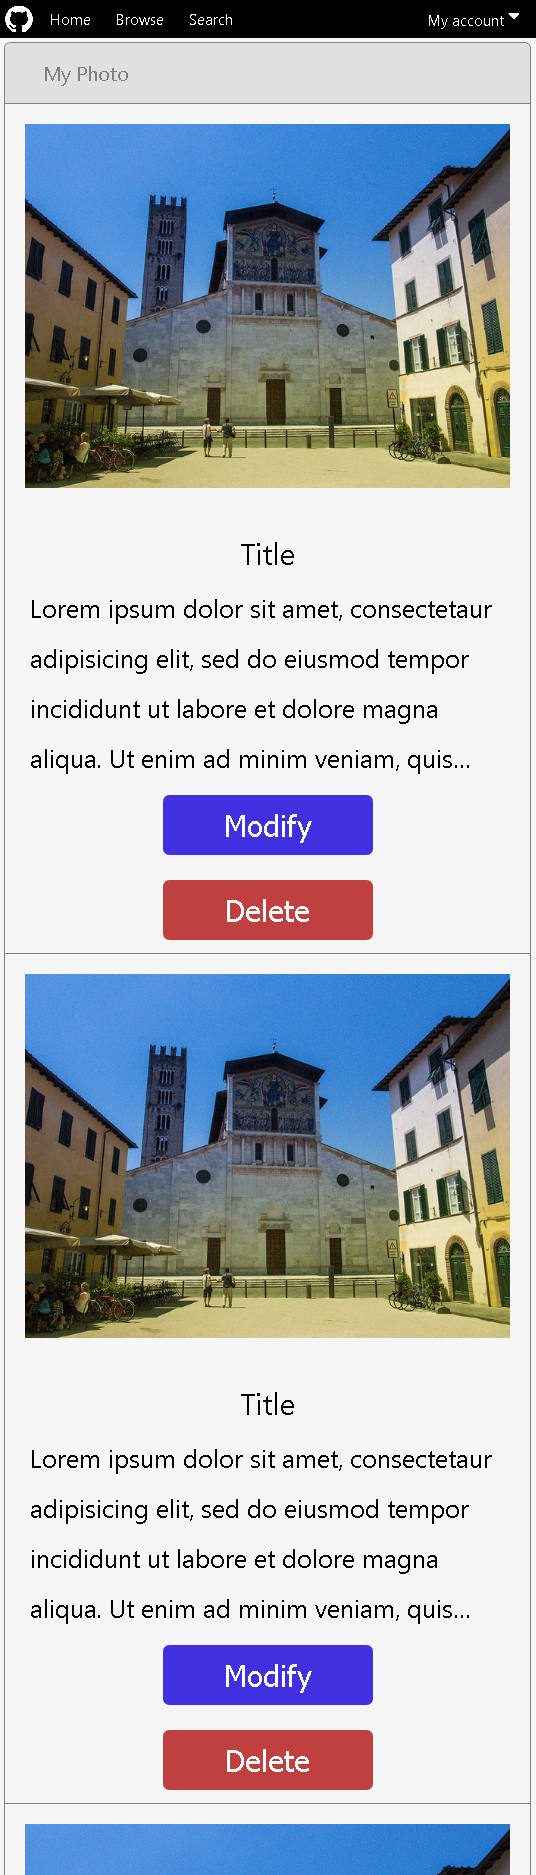 Home Browse Search My account
My Photo
Title
Lorem ipsum dolor sit amet, consectetaur
adipisicing elit, sed do eiusmod tempor
incididunt ut labore et dolore magna
aliqua. Ut enim ad minim veniam, quis...
Modify
Delete
Title
Lorem ipsum dolor sit amet, consectetaur
adipisicing elit, sed do eiusmod tempor
incididunt ut labore et dolore magna
aliqua. Ut enim ad minim veniam, quis...
Modify
Delete